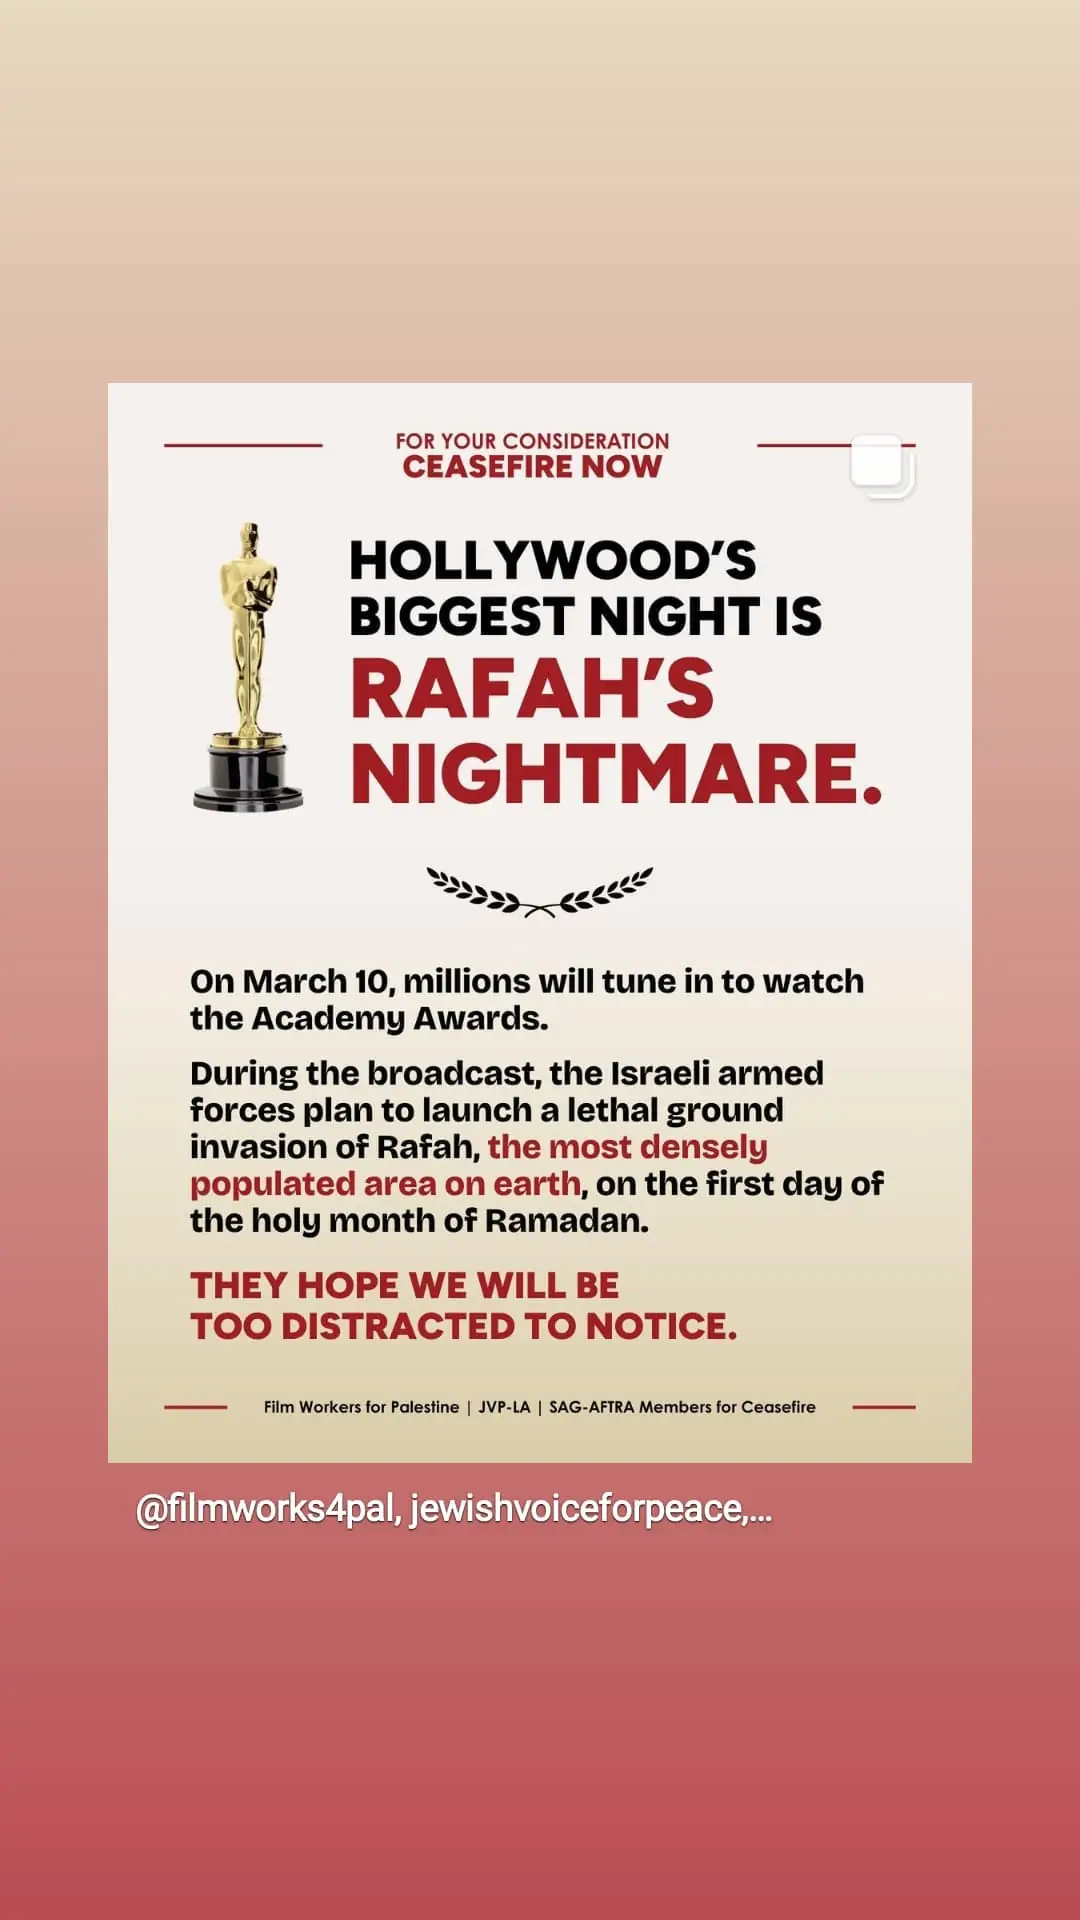 FOR YOUR CONSIDERATION
CEASEFIRE NOW
HOLLYWOOD'S
BIGGEST NIGHT IS
RAFAH'S
NIGHTMARE.
On March 10, millions will tune in to watch
the Academy Awards.
During the broadcast, the Israeli armed
forces plan to launch a lethal ground
invasion of Rafah, the most densely
populated area on earth, on the first day of
the holy month of Ramadan.
THEY HOPE WE WILL BE
TOO DISTRACTED TO NOTICE.
Film Workers for Palestine | JVP-LA | SAG-AFTRA Members for Ceasefire
@filmworks4pal, jewishvoiceforpeace,...